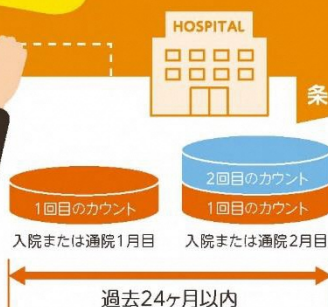 HOSPITAL
条
2回目のカウント
1回目のカウント
1回目のカウント
入院または通院1月目
入院または通院2月目
過去24ヶ月以内